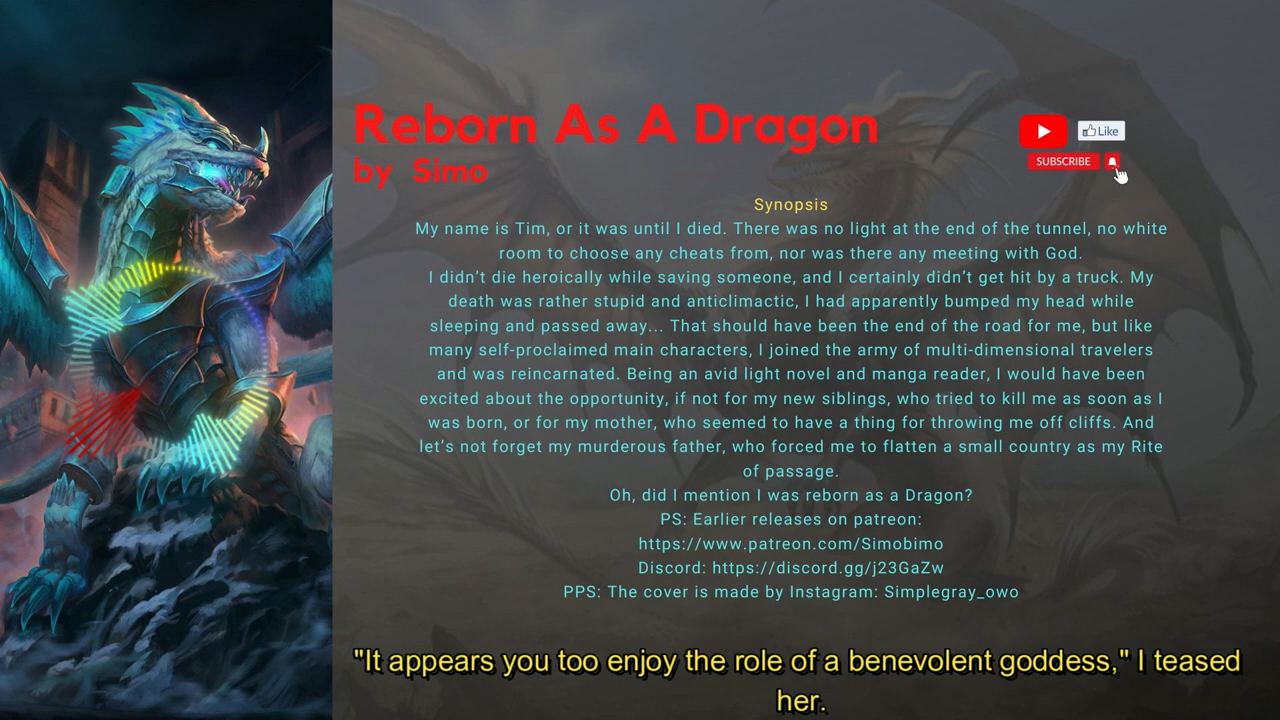 Reborn As A Dragon
by Simo
Like
SUBSCRIBE
Synopsis
My name is Tim, or it was until I died. There was no light at the end of the tunnel, no white
room to choose any cheats from, nor was there any meeting with God.
I didn't die heroically while saving someone, and I certainly didn't get hit by a truck. My
death was rather stupid and anticlimactic, I had apparently bumped my head while
sleeping and passed away... That should have been the end of the road for me, but like
many self-proclaimed main characters, I joined the army of multi-dimensional travelers
and was reincarnated. Being an avid light novel and manga reader, I would have been
excited about the opportunity, if not for my new siblings, who tried to kill me as soon as I
was born, or for my mother, who seemed to have a thing for throwing me off cliffs. And
let's not forget my murderous father, who forced me to flatten a small country as my Rite
of passage.
Oh, did I mention I was reborn as a Dragon?
PS: Earlier releases on patreon:
https://www.patreon.com/Simobimo
Discord: https://discord.gg/j23GaZw
PPS: The cover is made by Instagram: Simplegray_owo
"It appears you too enjoy the role of a benevolent goddess," I teased
her.